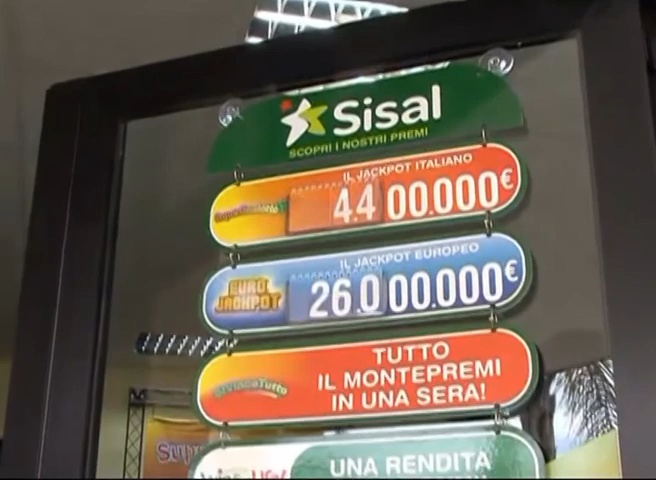 Sisal
SCOPRI I NOSTRI PREMI
IL JACKPOT ITALIANO
4.400.000€
IL JACKPOT EUROPEO
EURO
JACKPOT
26.000.000€
TUTTO
IL MONTEPREMI
IN UNA SERA!
VinceTutto
UNA RENDITA